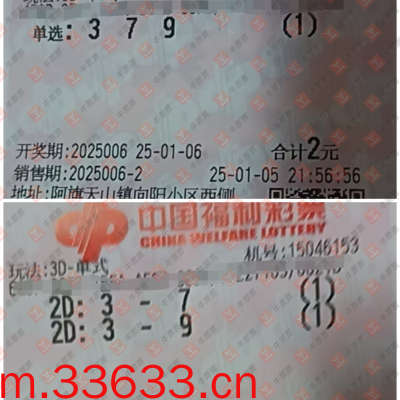 单选: 3 7 9 (1)
开奖期:2025006 25-01-06 合计2元
销售期:2025006-2 25-01-05 21:56:56
地址:阿旗天山镇向阳小区西侧
中国福利彩票
CHINA WELFARE LOTTERY
机号:15046153
玩法:3D-单式
2D: 3 - 7 (1)
2D: 3 - 9 (1)
m.33633.cn